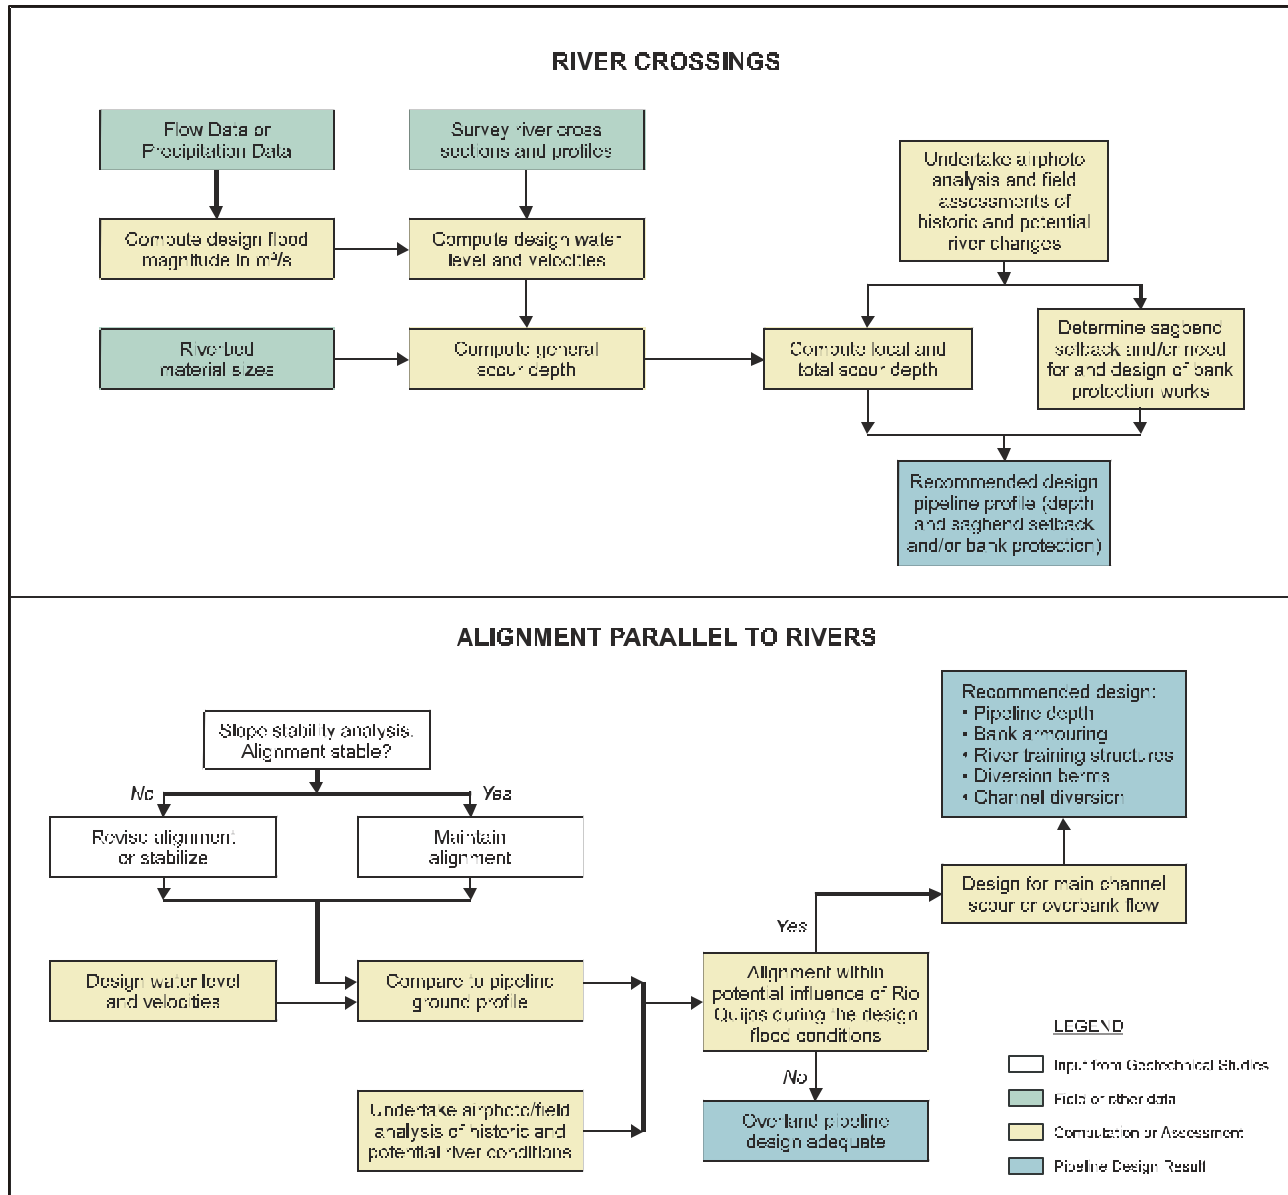 RIVER CROSSINGS
Flow Data or
Precipitation Data
Survey river cross
sections and profiles
Undertake airphoto
analysis and field
assessments of
historic and potential
river changes
Compute design flood
magnitude in m³/s
Compute design water
level and velocities
Riverbed
material sizes
Compute general
scour depth
Compute local and
total scour depth
Determine sagbend
setback and/or need
for and design of bank
protection works
Recommended design
pipeline profile (depth
and sagbend setback
and/or bank protection)
ALIGNMENT PARALLEL TO RIVERS
Slope stability analysis.
Alignment stable?
No
Yes
Revise alignment
or stabilize
Maintain
alignment
Recommended design:
• Pipeline depth
• Bank armouring
• River training structures
• Diversion berms
• Channel diversion
Design for main channel
scour or overbank flow
Yes
Design water level
and velocities
Compare to pipeline
ground profile
Alignment within
potential influence of Rio
Quijos during the design
flood conditions
No
Undertake airphoto/field
analysis of historic and
potential river conditions
Overland pipeline
design adequate
LEGEND
Input from Geotechnical Studies
Field or other data
Computation or Assessment
Pipeline Design Result